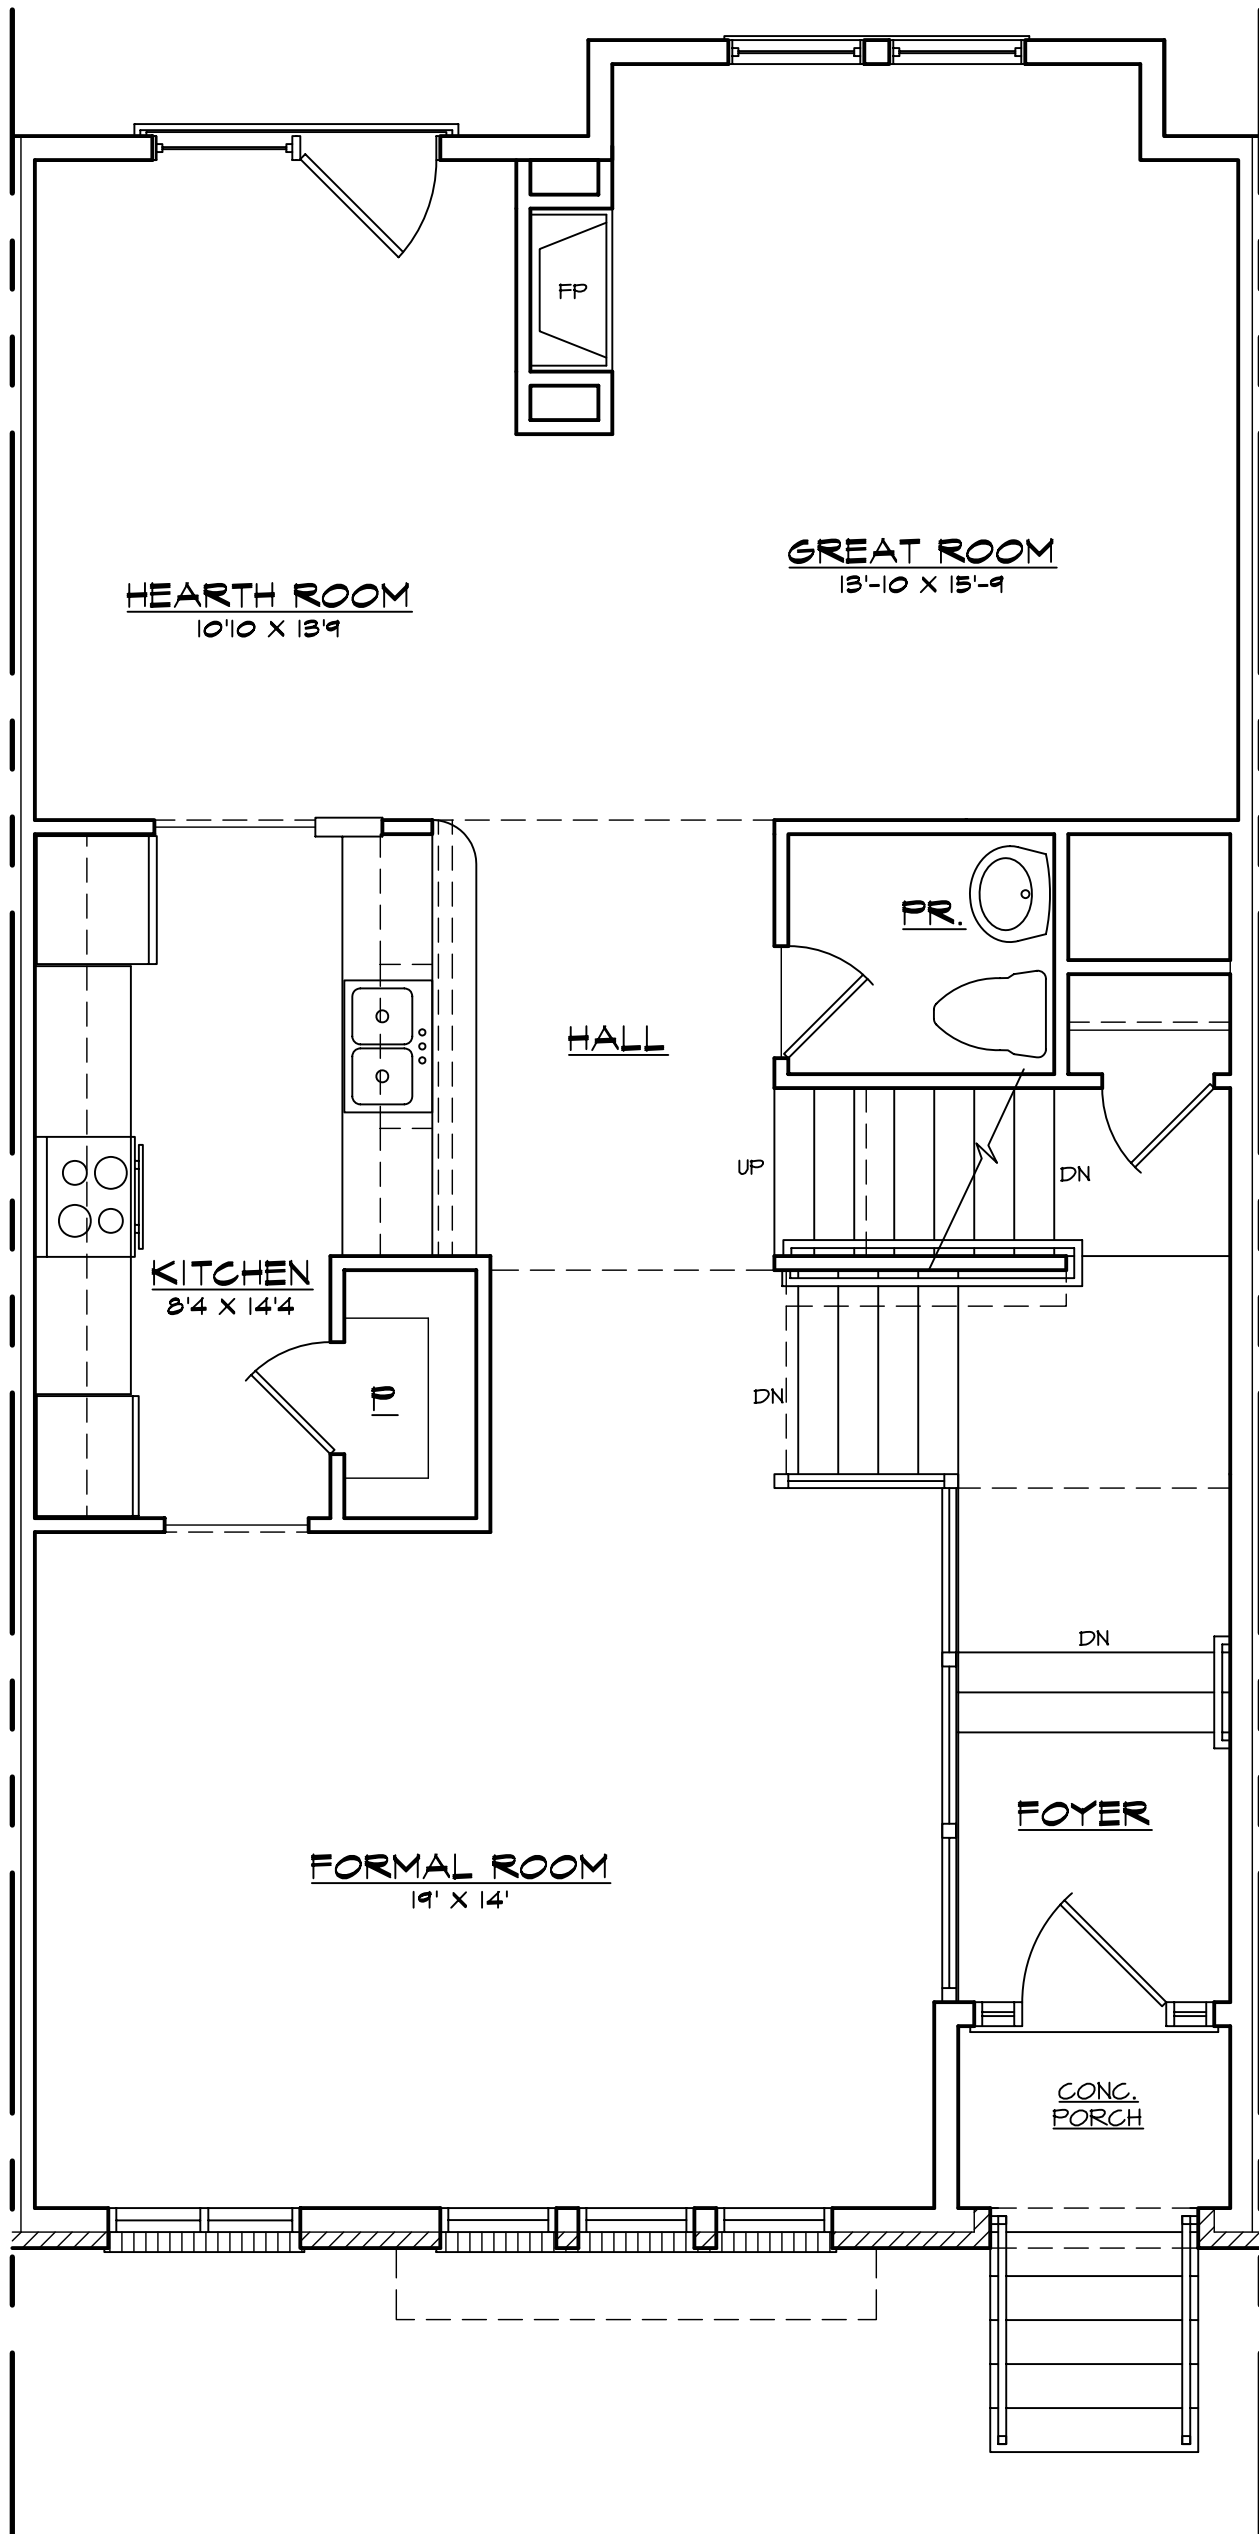 FP
GREAT ROOM
13'-10 X 15'-9
HEARTH ROOM
10'10 X 13'9
PR.
HALL
UP
DN
KITCHEN
8'4 X 14'4
P
DN
DN
FOYER
FORMAL ROOM
19' X 14'
CONC.
PORCH